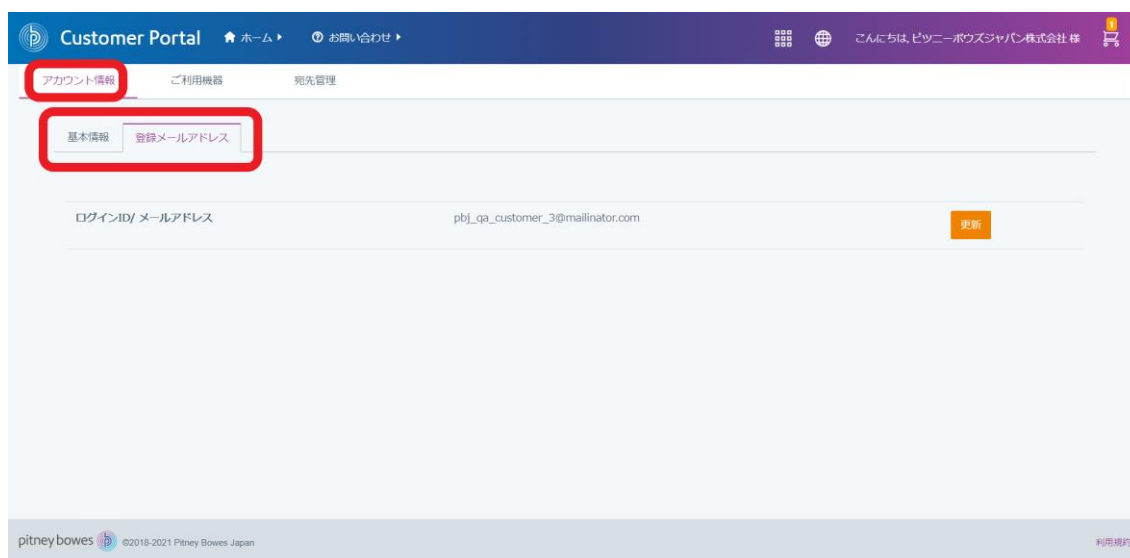 Customer Portal ホーム お問い合わせ こんにちは, ピツニーボウズジャパン株式会社 様 1
アカウント情報 ご利用機器 宛先管理
基本情報 登録メールアドレス
ログインID/ メールアドレス pbj_qa_customer_3@mailinator.com 更新
pitney bowes ©2018-2021 Pitney Bowes Japan 利用規約